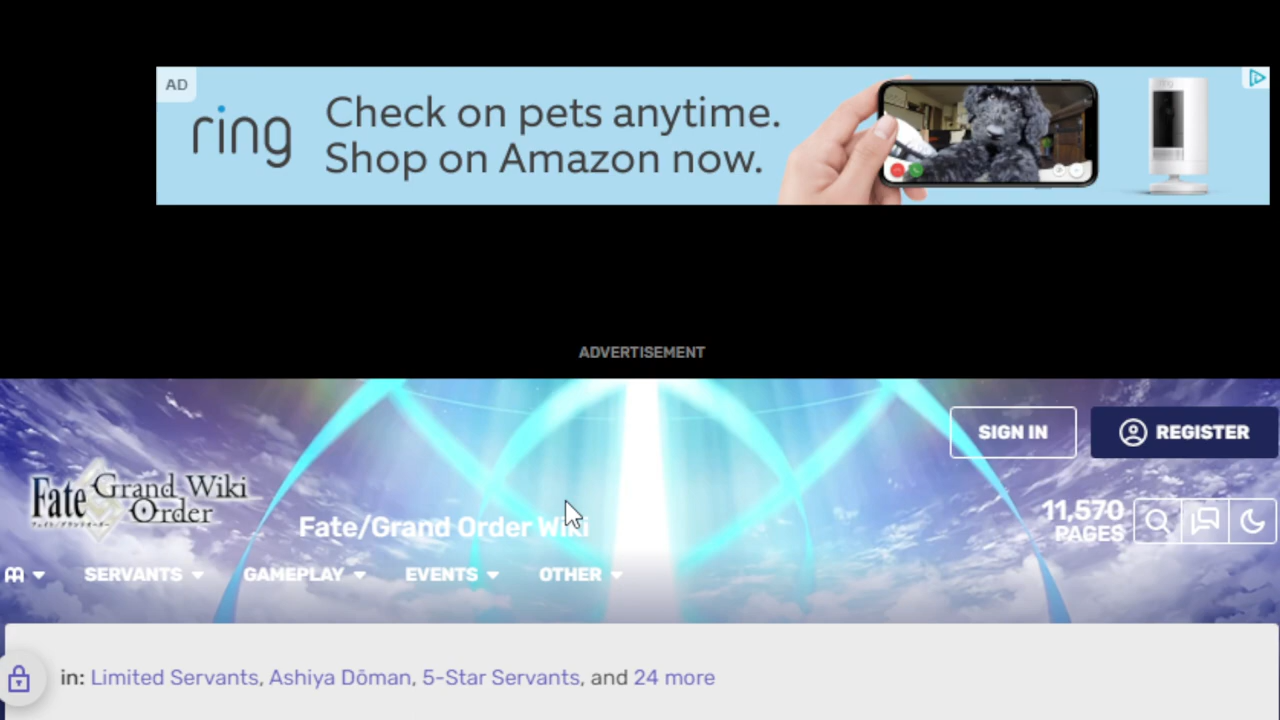 AD
ring
Check on pets anytime.
Shop on Amazon now.
ADVERTISEMENT
SIGN IN
REGISTER
Fate Grand Wiki
Order
Fate/Grand Order Wiki
11,570
PAGES
SERVANTS
GAMEPLAY
EVENTS
OTHER
in: Limited Servants, Ashiya Dōman, 5-Star Servants, and 24 more